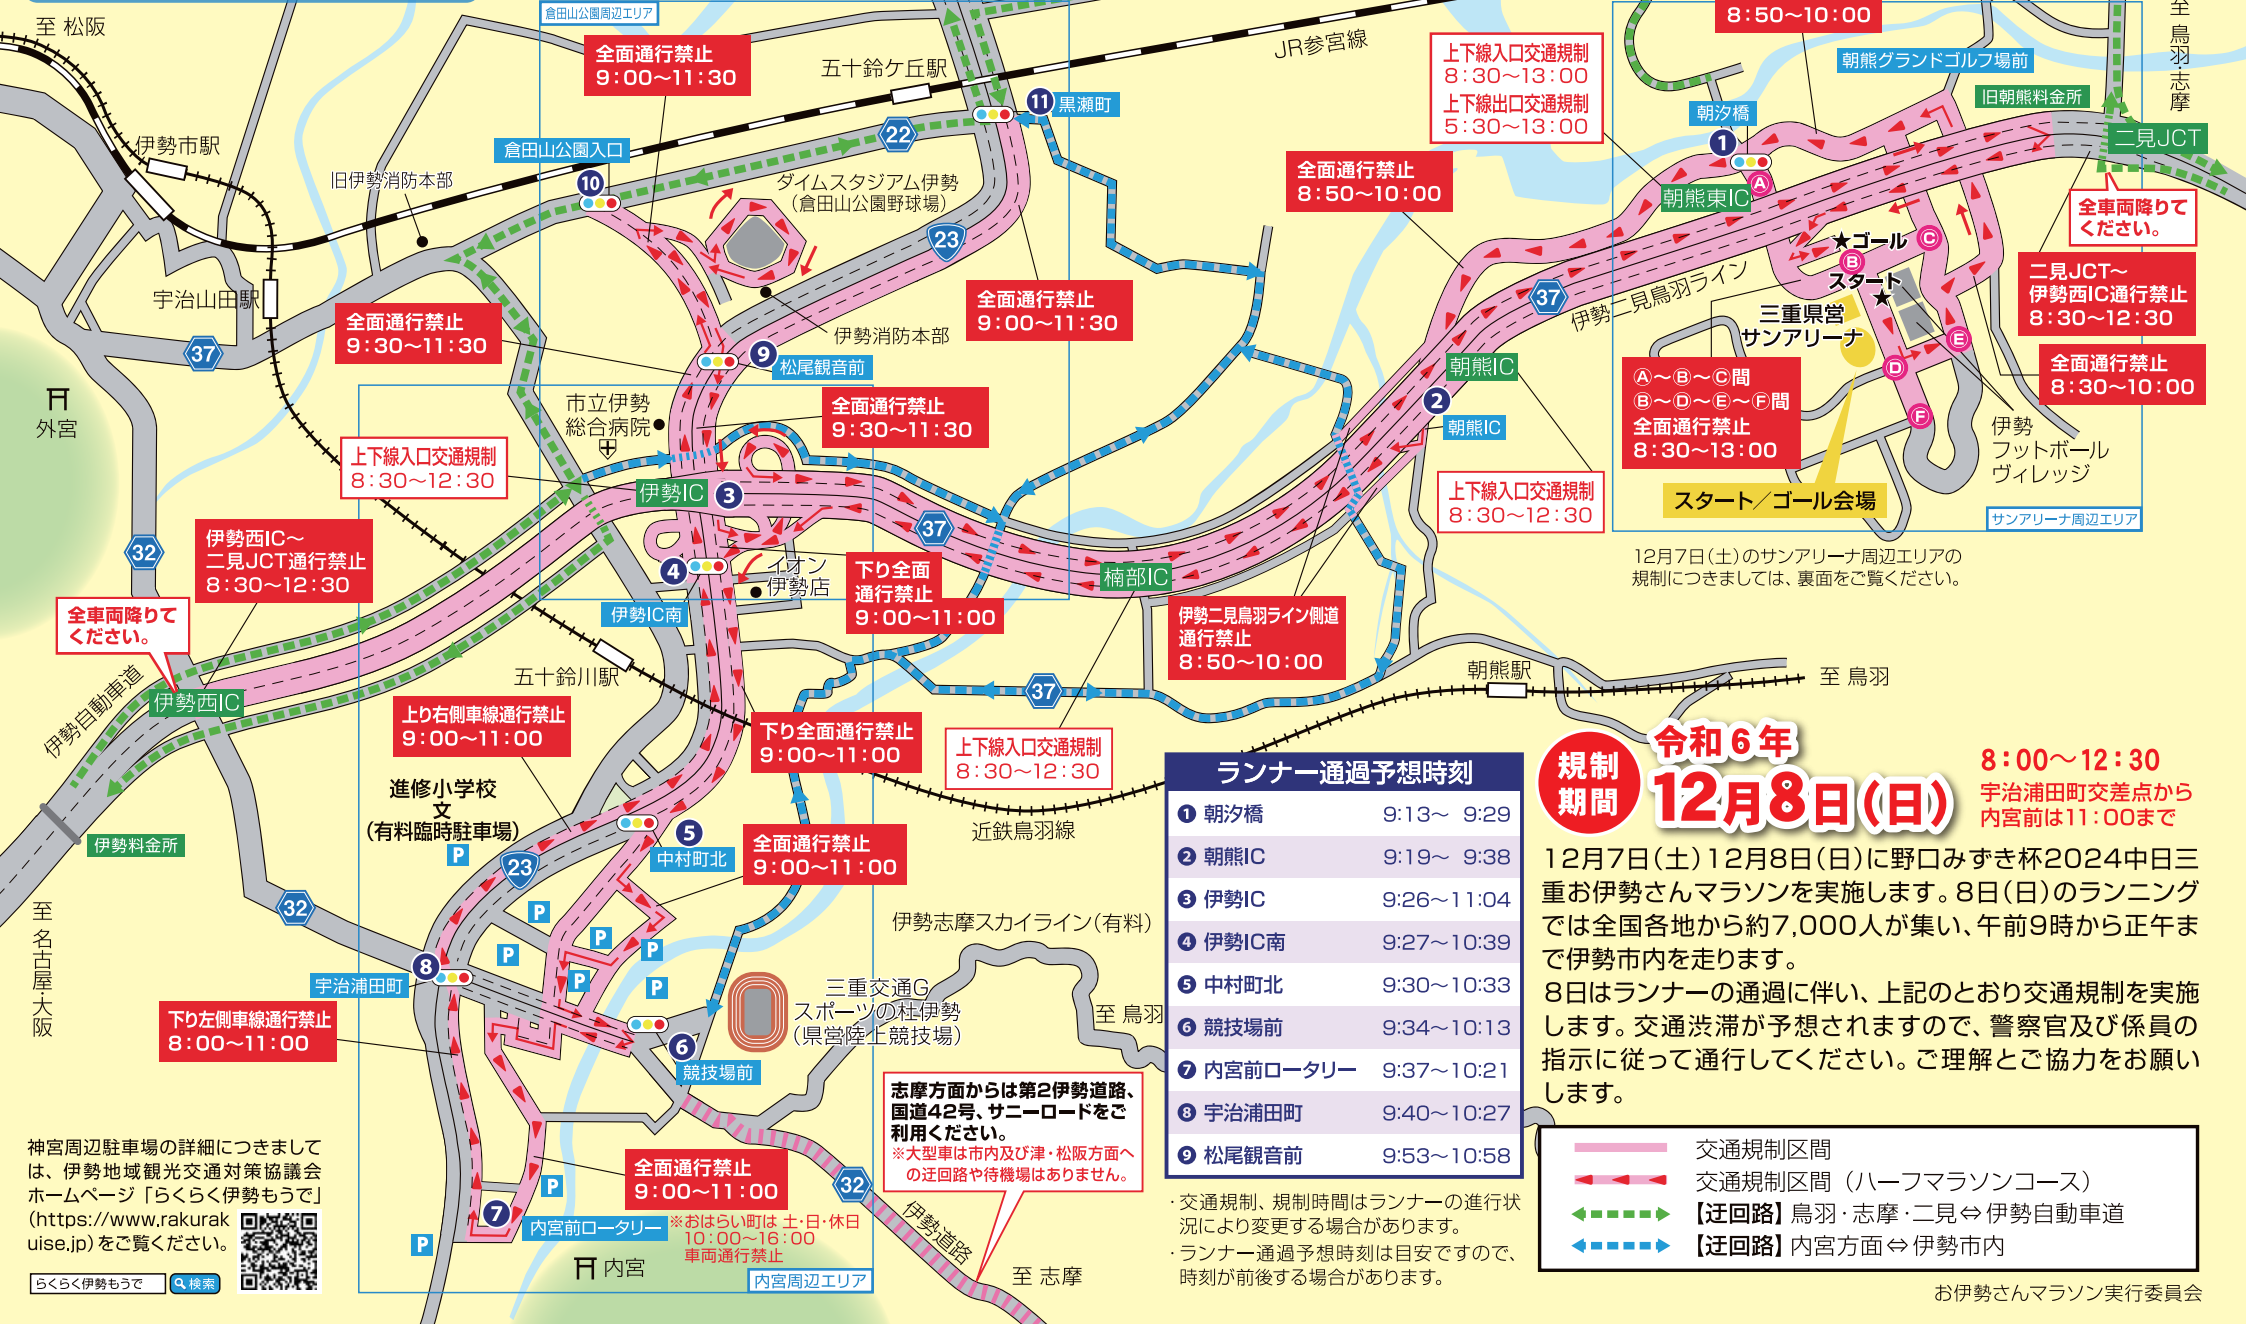 倉田山公園周辺エリア
至 松阪
全面通行禁止
9：00〜11：30
五十鈴ケ丘駅
JR参宮線
8：50〜10：00
至 鳥羽・志摩
朝熊グランドゴルフ場前
旧朝熊料金所
二見JCT
上下線入口交通規制
8：30〜13：00
上下線出口交通規制
5：30〜13：00
朝汐橋
1
A
朝熊東IC
全面通行禁止
8：50〜10：00
伊勢市駅
旧伊勢消防本部
倉田山公園入口
10
22
11
黒瀬町
ダイムスタジアム伊勢
（倉田山公園野球場）
23
伊勢消防本部
全面通行禁止
9：00〜11：30
宇治山田駅
37
全面通行禁止
9：30〜11：30
9
松尾観音前
全面通行禁止
9：30〜11：30
市立伊勢
総合病院
外宮
上下線入口交通規制
8：30〜12：30
伊勢IC
3
37
全車両降りて
ください。
★ゴール
B
C
スタート
★
三重県営
サンアリーナ
D
E
F
37
伊勢二見鳥羽ライン
二見JCT〜
伊勢西IC通行禁止
8：30〜12：30
全面通行禁止
8：30〜10：00
Ⓐ〜Ⓑ〜Ⓒ間
Ⓑ〜Ⓓ〜Ⓔ〜Ⓕ間
全面通行禁止
8：30〜13：00
伊勢
フットボール
ヴィレッジ
スタート／ゴール会場
サンアリーナ周辺エリア
12月7日（土）のサンアリーナ周辺エリアの
規制につきましては、裏面をご覧ください。
朝熊IC
2
朝熊IC
上下線入口交通規制
8：30〜12：30
32
伊勢西IC〜
二見JCT通行禁止
8：30〜12：30
全車両降りて
ください。
伊勢自動車道
伊勢西IC
4
伊勢IC南
イオン
伊勢店
下り全面
通行禁止
9：00〜11：00
楠部IC
伊勢二見鳥羽ライン側道
通行禁止
8：50〜10：00
朝熊駅
至 鳥羽
五十鈴川駅
37
上り右側車線通行禁止
9：00〜11：00
下り全面通行禁止
9：00〜11：00
上下線入口交通規制
8：30〜12：30
近鉄鳥羽線
進修小学校
文
（有料臨時駐車場）
P
伊勢料金所
23
5
中村町北
全面通行禁止
9：00〜11：00
至 名古屋・大阪
32
P
P
P
P
P
P
8
宇治浦田町
伊勢志摩スカイライン（有料）
三重交通G
スポーツの杜伊勢
（県営陸上競技場）
至 鳥羽
下り左側車線通行禁止
8：00〜11：00
6
競技場前
志摩方面からは第2伊勢道路、
国道42号、サニーロードをご
利用ください。
※大型車は市内及び津・松阪方面へ
の迂回路や待機場はありません。
全面通行禁止
9：00〜11：00
32
伊勢道路
至 志摩
P
P
7
内宮前ロータリー
※おはらい町は 土・日・休日
10：00〜16：00
車両通行禁止
内宮
内宮周辺エリア
神宮周辺駐車場の詳細につきまして
は、伊勢地域観光交通対策協議会
ホームページ「らくらく伊勢もうで」
（https://www.rakurak
uise.jp）をご覧ください。
らくらく伊勢もうで
検索
ランナー通過予想時刻
❶ 朝汐橋 9:13〜 9:29
❷ 朝熊IC 9:19〜 9:38
❸ 伊勢IC 9:26〜11:04
❹ 伊勢IC南 9:27〜10:39
❺ 中村町北 9:30〜10:33
❻ 競技場前 9:34〜10:13
❼ 内宮前ロータリー 9:37〜10:21
❽ 宇治浦田町 9:40〜10:27
❾ 松尾観音前 9:53〜10:58
・交通規制、規制時間はランナーの進行状
況により変更する場合があります。
・ランナー通過予想時刻は目安ですので、
時刻が前後する場合があります。
規制
期間
令和６年
12月8日（日）
8：00〜12：30
宇治浦田町交差点から
内宮前は11：00まで
12月7日（土）12月8日（日）に野口みずき杯2024中日三
重お伊勢さんマラソンを実施します。8日（日）のランニング
では全国各地から約7,000人が集い、午前9時から正午ま
で伊勢市内を走ります。
8日はランナーの通過に伴い、上記のとおり交通規制を実施
します。交通渋滞が予想されますので、警察官及び係員の
指示に従って通行してください。ご理解とご協力をお願い
します。
交通規制区間
交通規制区間（ハーフマラソンコース）
【迂回路】鳥羽・志摩・二見⇔伊勢自動車道
【迂回路】内宮方面⇔伊勢市内
お伊勢さんマラソン実行委員会